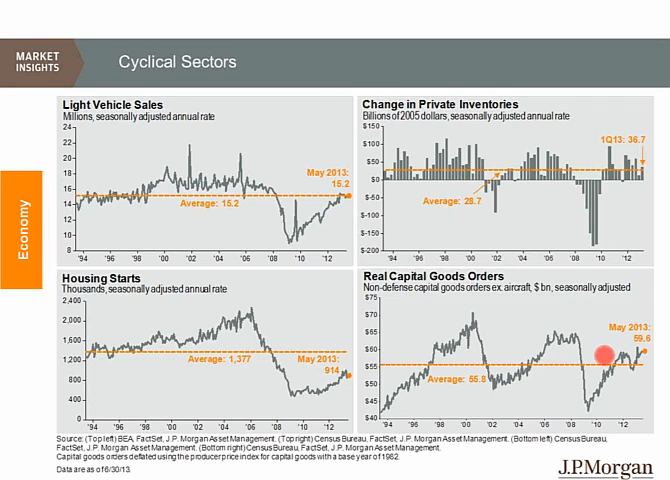 MARKET
INSIGHTS
Cyclical Sectors
Economy
Light Vehicle Sales
Millions, seasonally adjusted annual rate
24
22
20
18
16
14
12
10
8
'94 '96 '98 '00 '02 '04 '06 '08 '10 '12
May 2013:
15.2
Average: 15.2
Change in Private Inventories
Billions of 2005 dollars, seasonally adjusted annual rate
$150
$100
$50
$0
$-50
$-100
$-150
$-200
'94 '96 '98 '00 '02 '04 '06 '08 '10 '12
1Q13: 36.7
Average: 28.7
Housing Starts
Thousands, seasonally adjusted annual rate
2,400
2,000
1,600
1,200
800
400
0
'94 '96 '98 '00 '02 '04 '06 '08 '10 '12
Average: 1,377
May 2013:
914
Real Capital Goods Orders
Non-defense capital goods orders ex. aircraft, $ bn, seasonally adjusted
$75
$70
$65
$60
$55
$50
$45
$40
'94 '96 '98 '00 '02 '04 '06 '08 '10 '12
May 2013:
59.6
Average: 55.8
Source: (Top left) BEA, FactSet, J.P. Morgan Asset Management. (Top right) Census Bureau, FactSet, J.P. Morgan Asset Management. (Bottom left) Census Bureau,
FactSet, J.P. Morgan Asset Management. (Bottom right) Census Bureau, FactSet, J.P. Morgan Asset Management.
Capital goods orders deflated using the producer price index for capital goods with a base year of 1982.
Data are as of 6/30/13.
J.P.Morgan